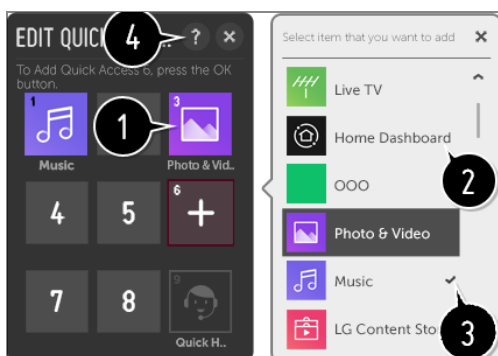 EDIT QUIC 4 .. ? ×
To Add Quick Access 6, press the OK
button.
1 1 3
Music Photo & Vid..
4 5 6 +
7 8 9
Quick H..
Select item that you want to add ×
Live TV
Home Dashboard
2
OOO
Photo & Video
Music
LG Content Sto
3